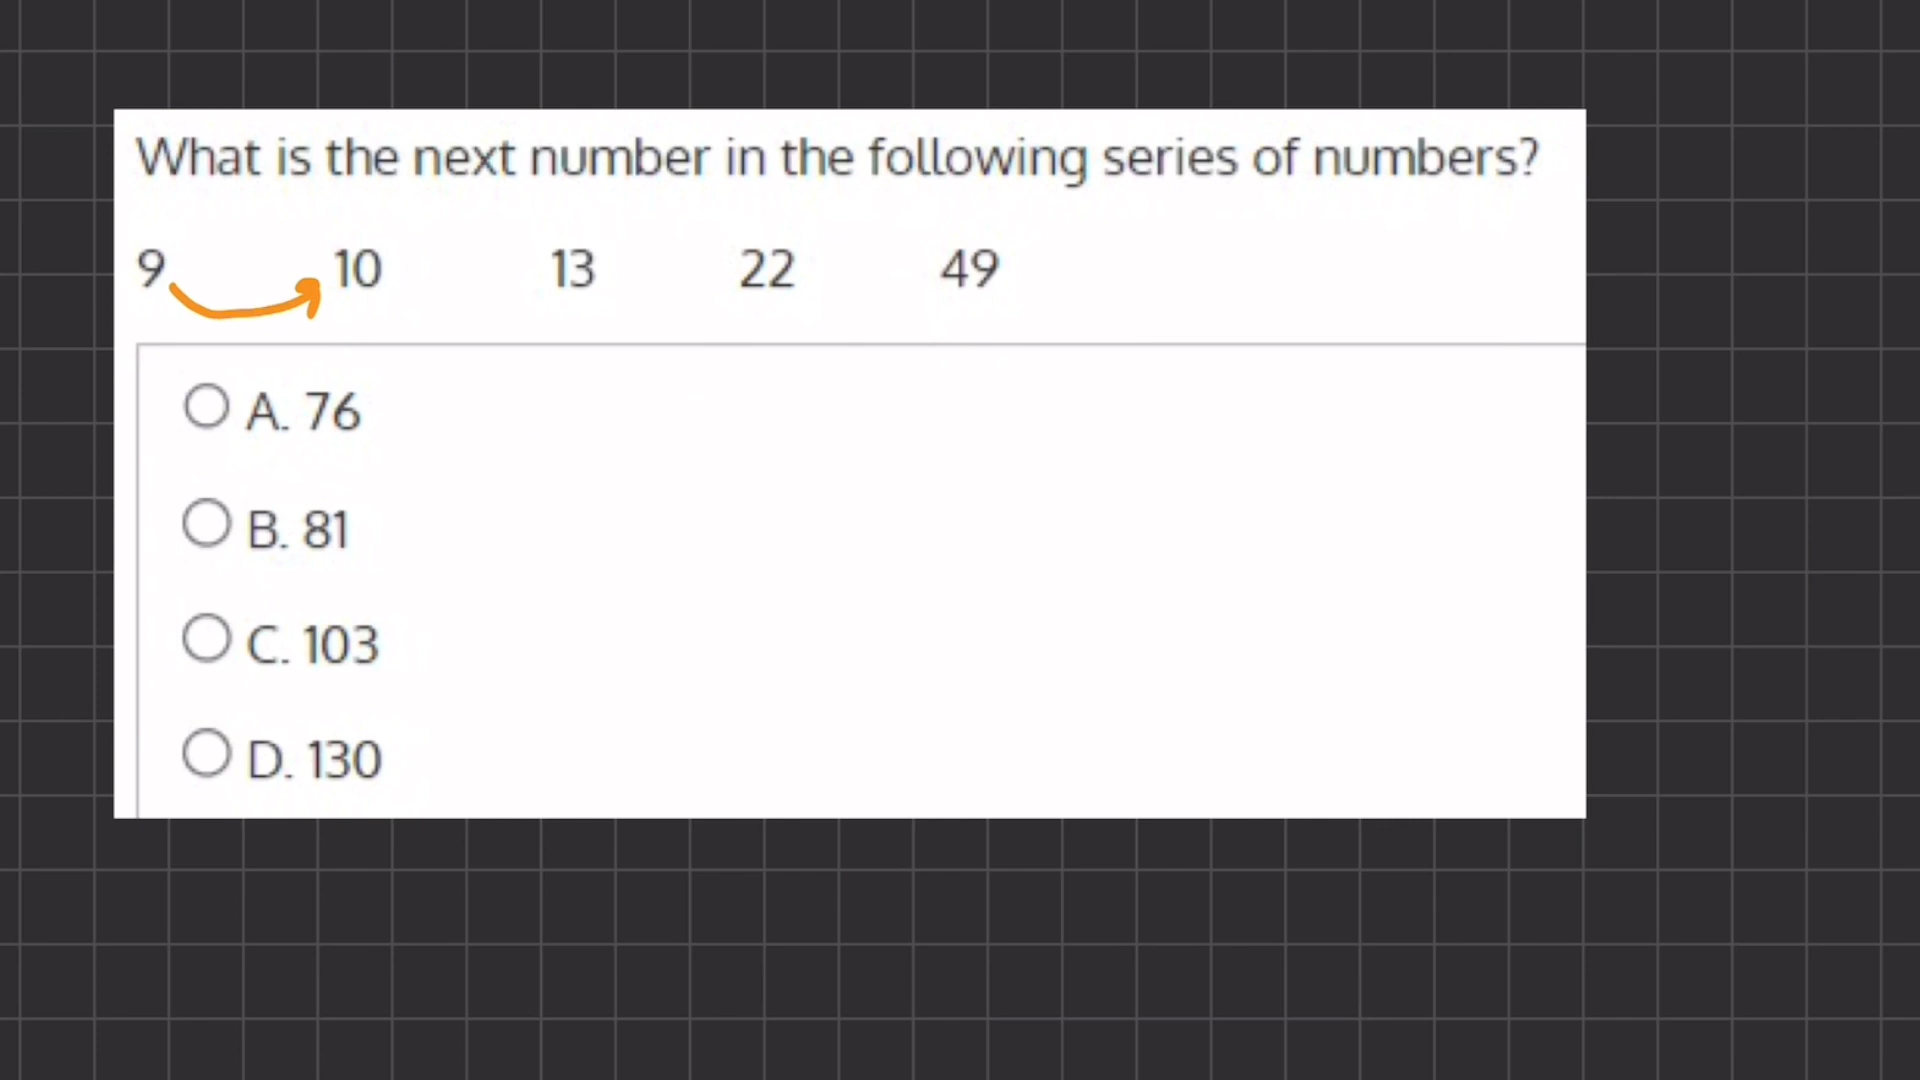 What is the next number in the following series of numbers?
9 10 13 22 49
A. 76
B. 81
C. 103
D. 130